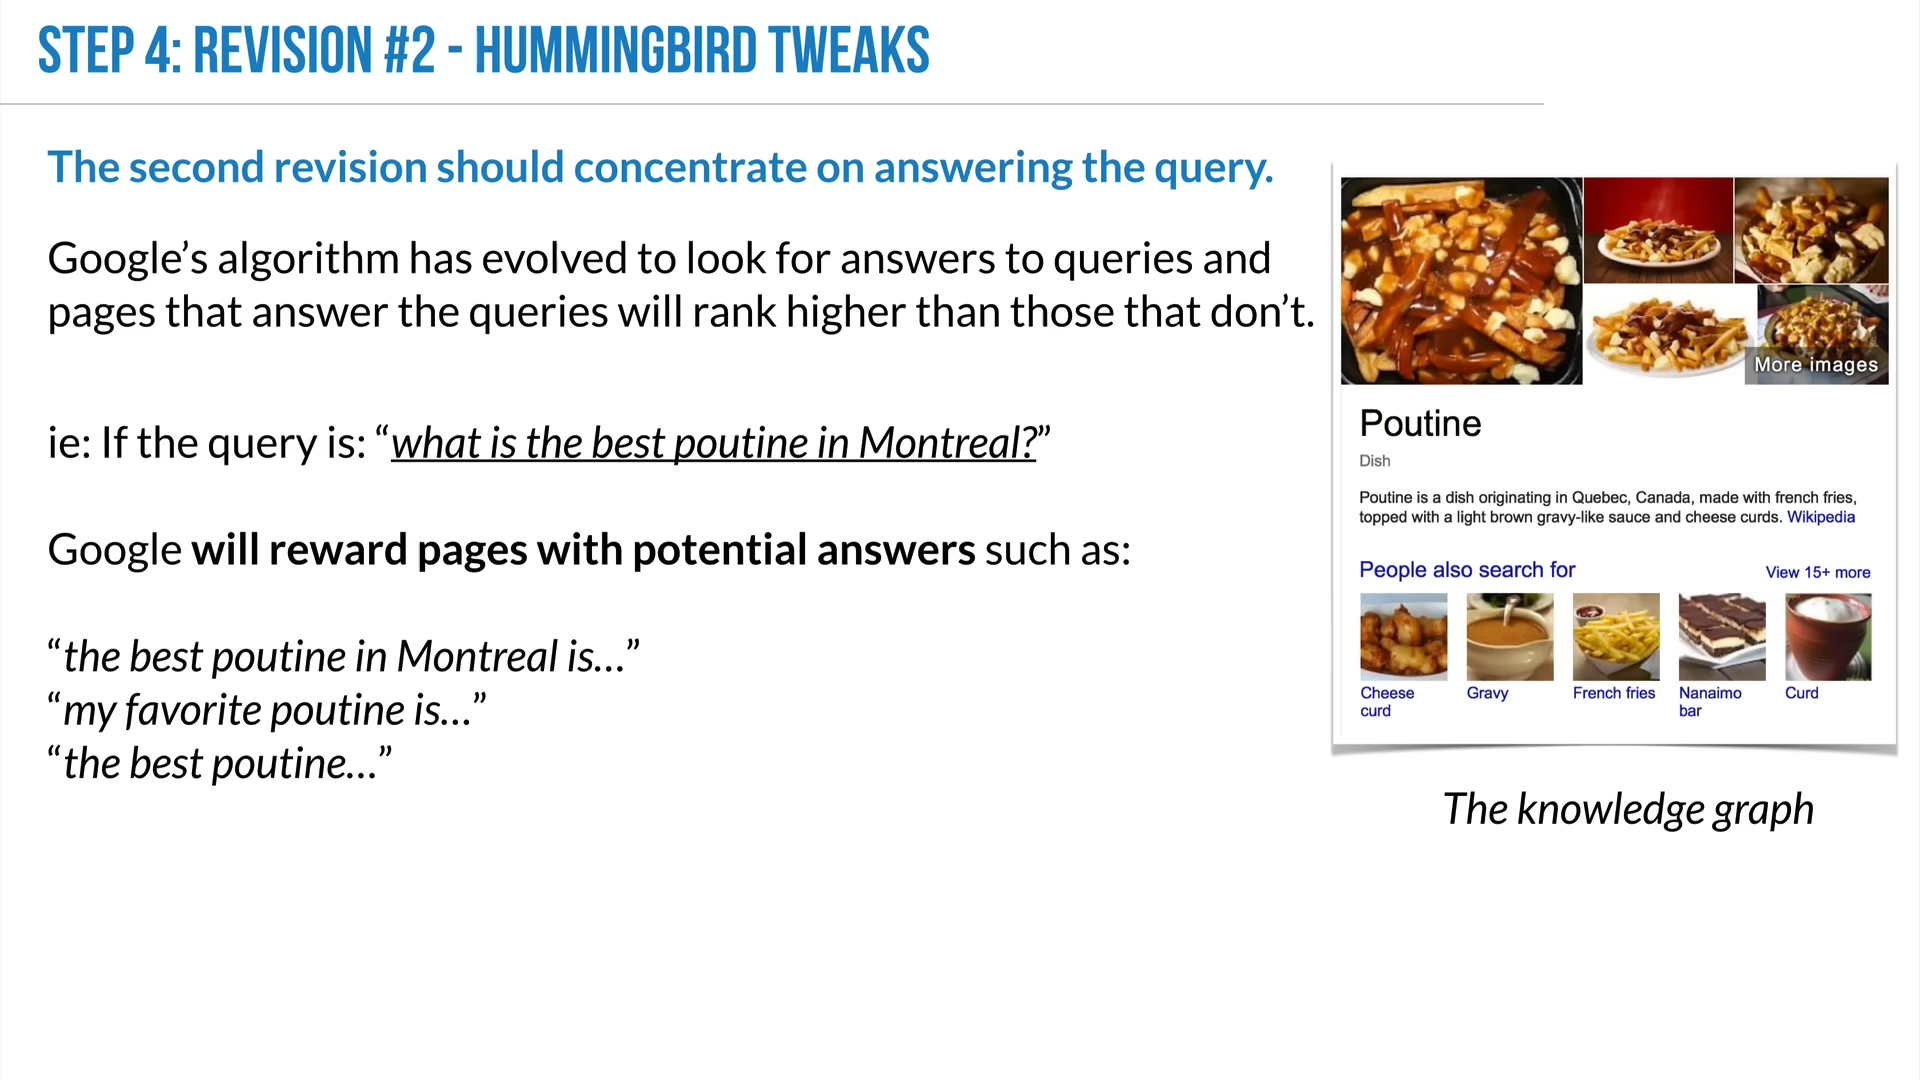 STEP 4: REVISION #2 - HUMMINGBIRD TWEAKS
The second revision should concentrate on answering the query.
Google’s algorithm has evolved to look for answers to queries and
pages that answer the queries will rank higher than those that don’t.
ie: If the query is: “what is the best poutine in Montreal?”
Google will reward pages with potential answers such as:
“the best poutine in Montreal is...”
“my favorite poutine is...”
“the best poutine...”
More images
Poutine
Dish
Poutine is a dish originating in Quebec, Canada, made with french fries,
topped with a light brown gravy-like sauce and cheese curds. Wikipedia
People also search for
View 15+ more
Cheese
curd
Gravy
French fries
Nanaimo
bar
Curd
The knowledge graph